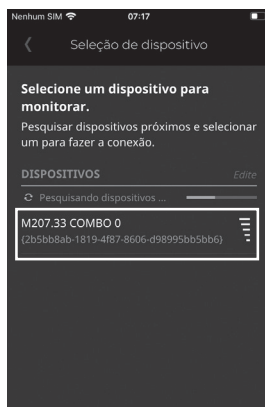 Nenhum SIM 07:17
Seleção de dispositivo
Selecione um dispositivo para
monitorar.
Pesquisar dispositivos próximos e selecionar
um para fazer a conexão.
DISPOSITIVOS Edite
Pesquisando dispositivos ...
M207.33 COMBO 0
{2b5bb8ab-1819-4f87-8606-d98995bb5bb6}